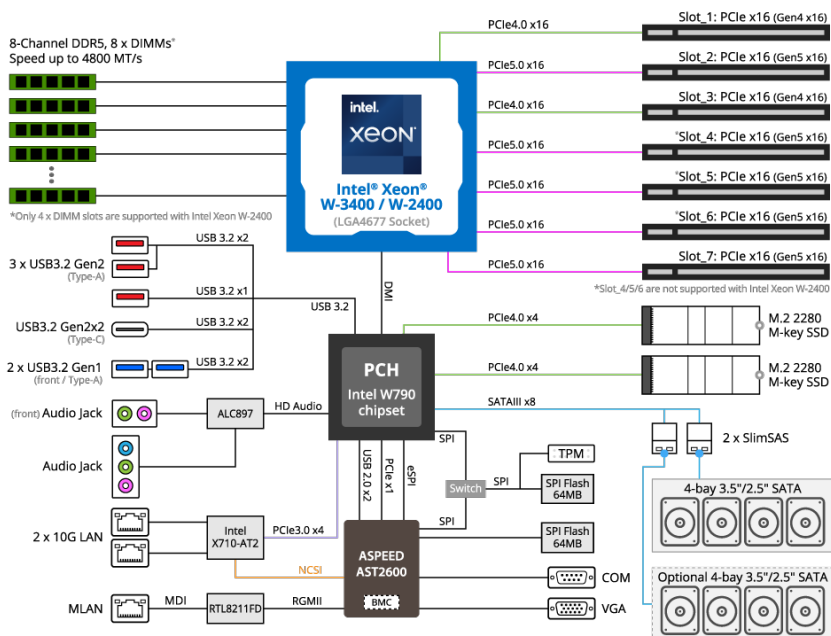 8-Channel DDR5, 8 x DIMMs*
Speed up to 4800 MT/s
*Only 4 x DIMM slots are supported with Intel Xeon W-2400
intel.
xeon®
Intel® Xeon®
W-3400 / W-2400
(LGA4677 Socket)
PCIe4.0 x16
Slot_1: PCIe x16 (Gen4 x16)
PCIe5.0 x16
Slot_2: PCIe x16 (Gen5 x16)
PCIe4.0 x16
Slot_3: PCIe x16 (Gen4 x16)
PCIe5.0 x16
*Slot_4: PCIe x16 (Gen5 x16)
PCIe5.0 x16
*Slot_5: PCIe x16 (Gen5 x16)
PCIe5.0 x16
*Slot_6: PCIe x16 (Gen5 x16)
PCIe5.0 x16
Slot_7: PCIe x16 (Gen5 x16)
*Slot_4/5/6 are not supported with Intel Xeon W-2400
3 x USB3.2 Gen2
(Type-A)
USB 3.2 x2
USB 3.2 x1
USB3.2 Gen2x2
(Type-C)
USB 3.2 x2
2 x USB3.2 Gen1
(front / Type-A)
USB 3.2 x2
USB 3.2
DMI
PCH
Intel W790
chipset
PCIe4.0 x4
M.2 2280
M-key SSD
PCIe4.0 x4
M.2 2280
M-key SSD
SATAIII x8
2 x SlimSAS
4-bay 3.5"/2.5" SATA
Optional 4-bay 3.5"/2.5" SATA
(front) Audio Jack
ALC897
HD Audio
Audio Jack
USB 2.0 x2
PCIe x1
eSPI
SPI
Switch
SPI
TPM
SPI Flash
64MB
SPI
SPI Flash
64MB
2 x 10G LAN
Intel
X710-AT2
PCIe3.0 x4
NCSI
ASPEED
AST2600
BMC
COM
VGA
MLAN
MDI
RTL8211FD
RGMII